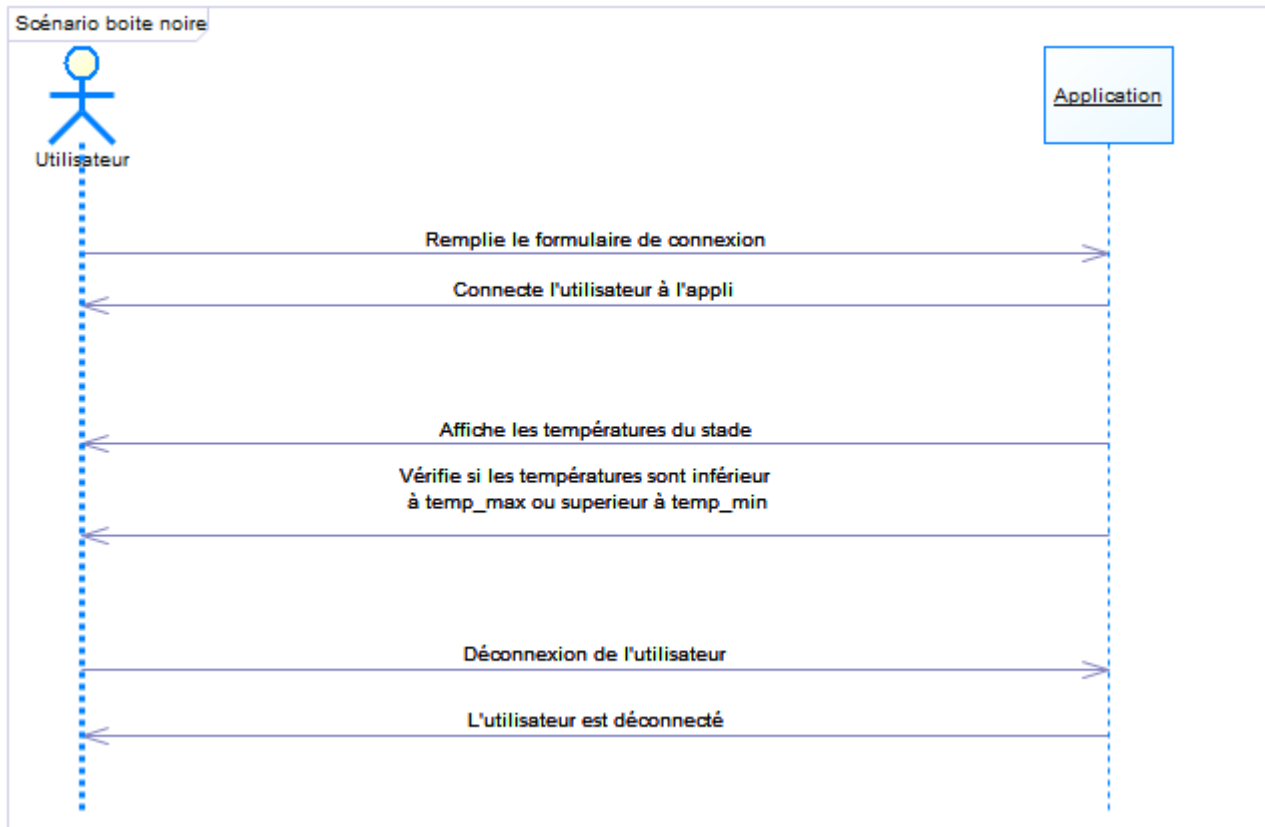 Scénario boite noire
Utilisateur
Application
Remplie le formulaire de connexion
Connecte l'utilisateur à l'appli
Affiche les températures du stade
Vérifie si les températures sont inférieur
à temp_max ou superieur à temp_min
Déconnexion de l'utilisateur
L'utilisateur est déconnecté